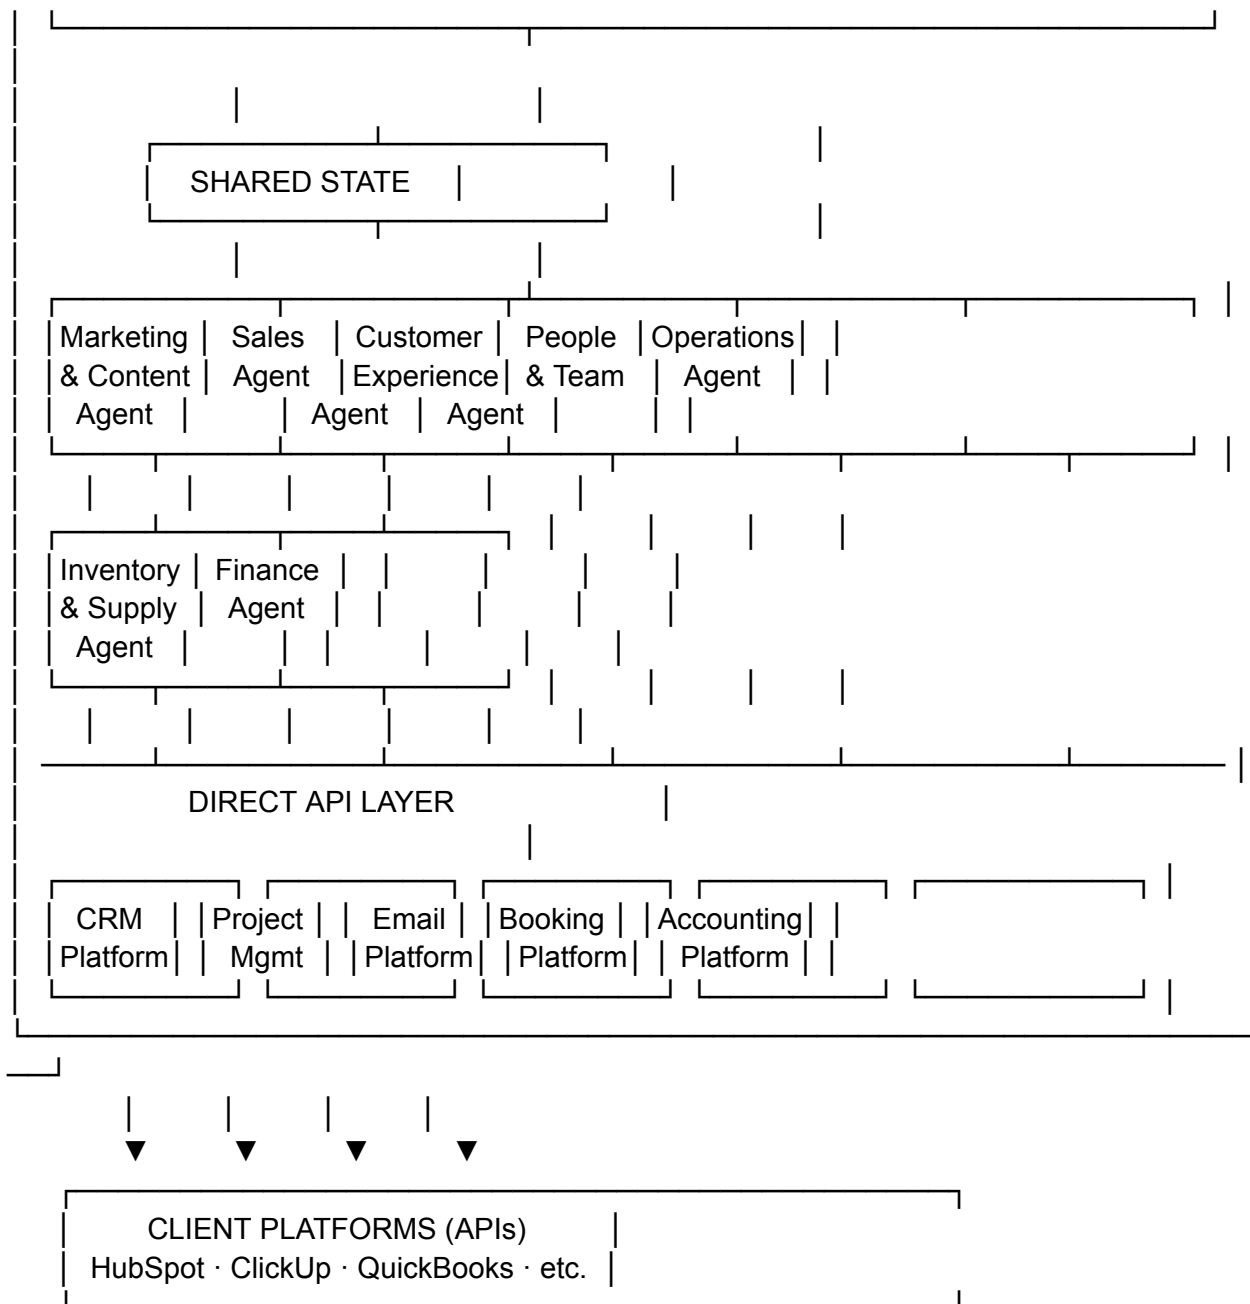 SHARED STATE
Marketing Sales Customer People Operations
& Content Agent Experience & Team Agent
Agent Agent Agent
Inventory Finance
& Supply Agent
Agent
DIRECT API LAYER
CRM Project Email Booking Accounting
Platform Mgmt Platform Platform Platform
CLIENT PLATFORMS (APIs)
HubSpot · ClickUp · QuickBooks · etc.